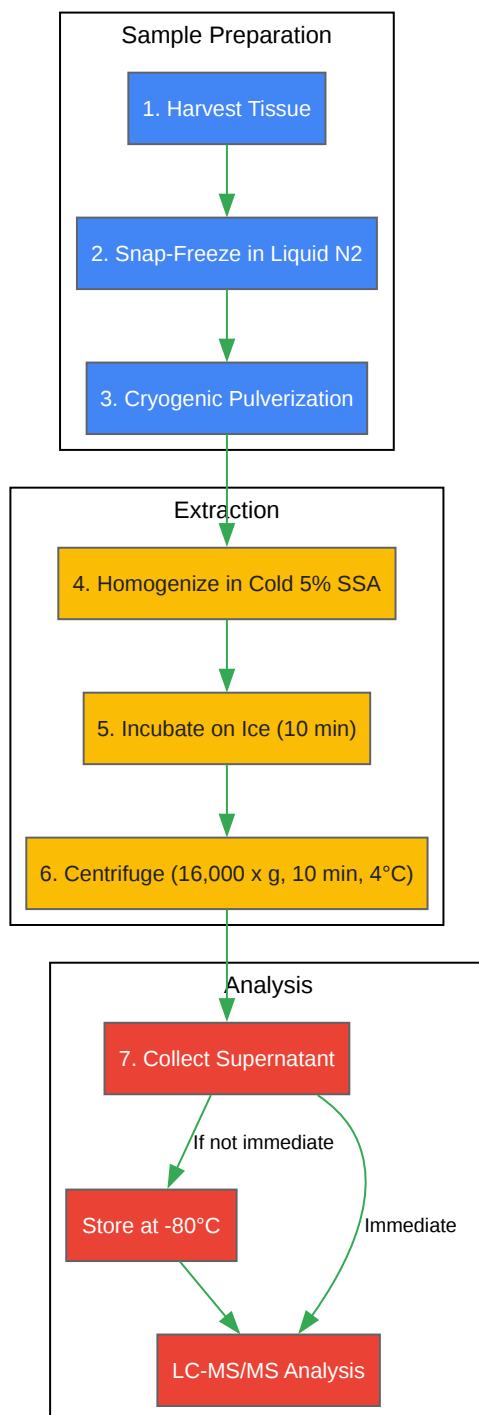 Sample Preparation
1. Harvest Tissue
2. Snap-Freeze in Liquid N2
3. Cryogenic Pulverization
Extraction
4. Homogenize in Cold 5% SSA
5. Incubate on Ice (10 min)
6. Centrifuge (16,000 x g, 10 min, 4°C)
Analysis
7. Collect Supernatant
If not immediate
Store at -80°C
Immediate
LC-MS/MS Analysis